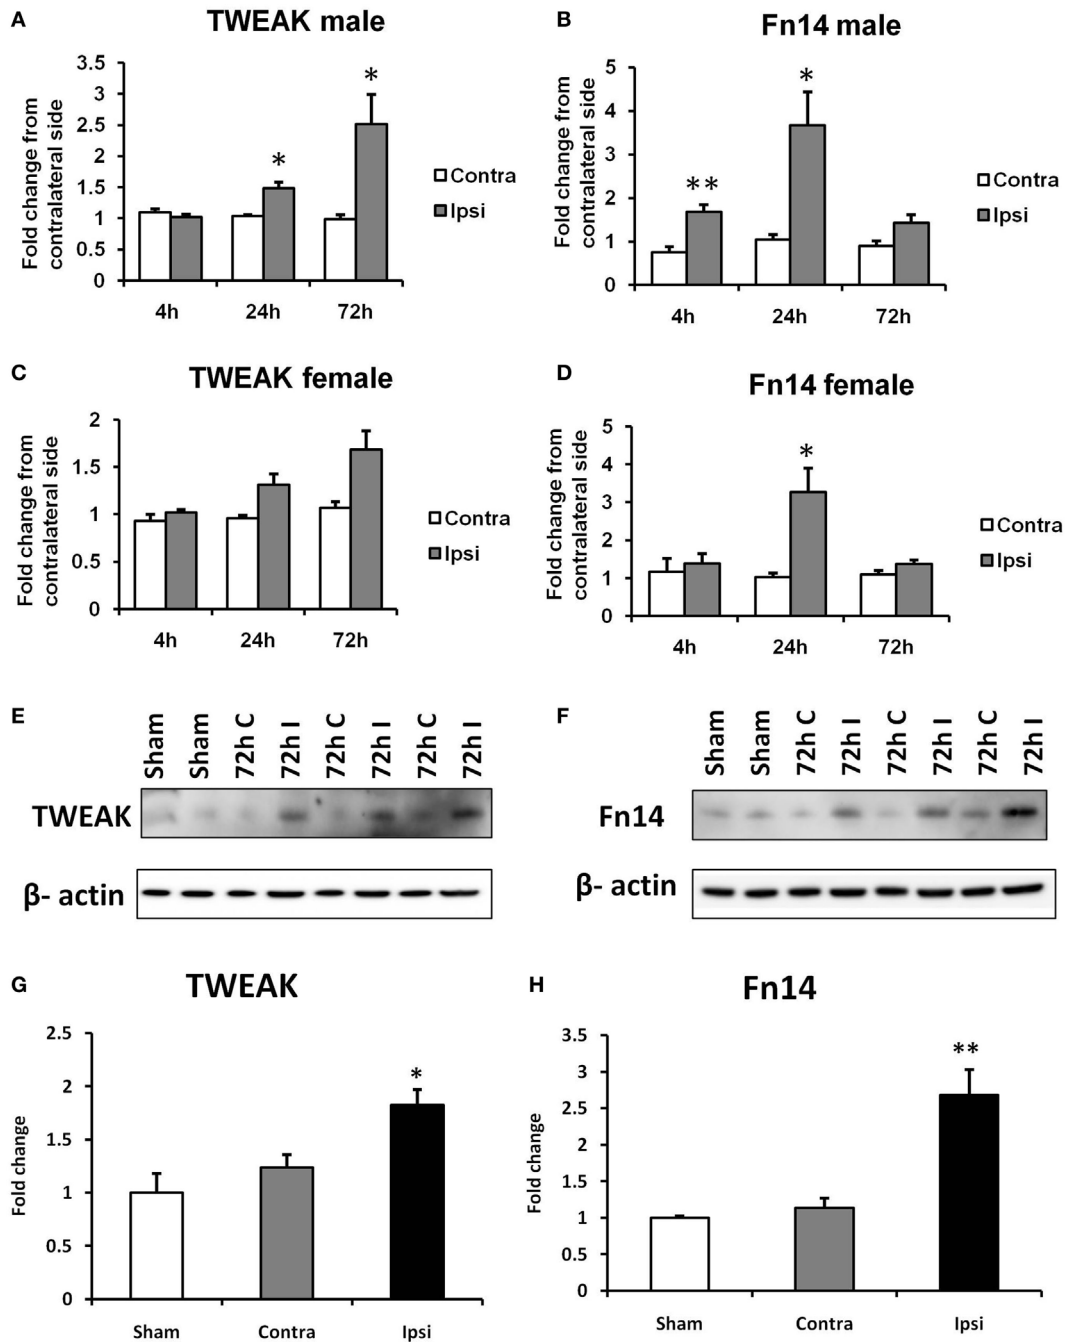 A
TWEAK male
Fold change from
contralateral side
3.5
3
2.5
2
1.5
1
0.5
0
*
*
4h
24h
72h
Contra
Ipsi
B
Fn14 male
Fold change from
contralateral side
5
4
3
2
1
0
**
*
4h
24h
72h
Contra
Ipsi
C
TWEAK female
Fold change from
contralateral side
2
1.5
1
0.5
0
4h
24h
72h
Contra
Ipsi
D
Fn14 female
Fold change from
contralateral side
5
4
3
2
1
0
*
4h
24h
72h
Contra
Ipsi
E
Sham
Sham
72h C
72h I
72h C
72h I
72h C
72h I
TWEAK
β- actin
F
Sham
Sham
72h C
72h I
72h C
72h I
72h C
72h I
Fn14
β- actin
G
TWEAK
Fold change
2.5
2
1.5
1
0.5
0
*
Sham
Contra
Ipsi
H
Fn14
Fold change
3.5
3
2.5
2
1.5
1
0.5
0
**
Sham
Contra
Ipsi